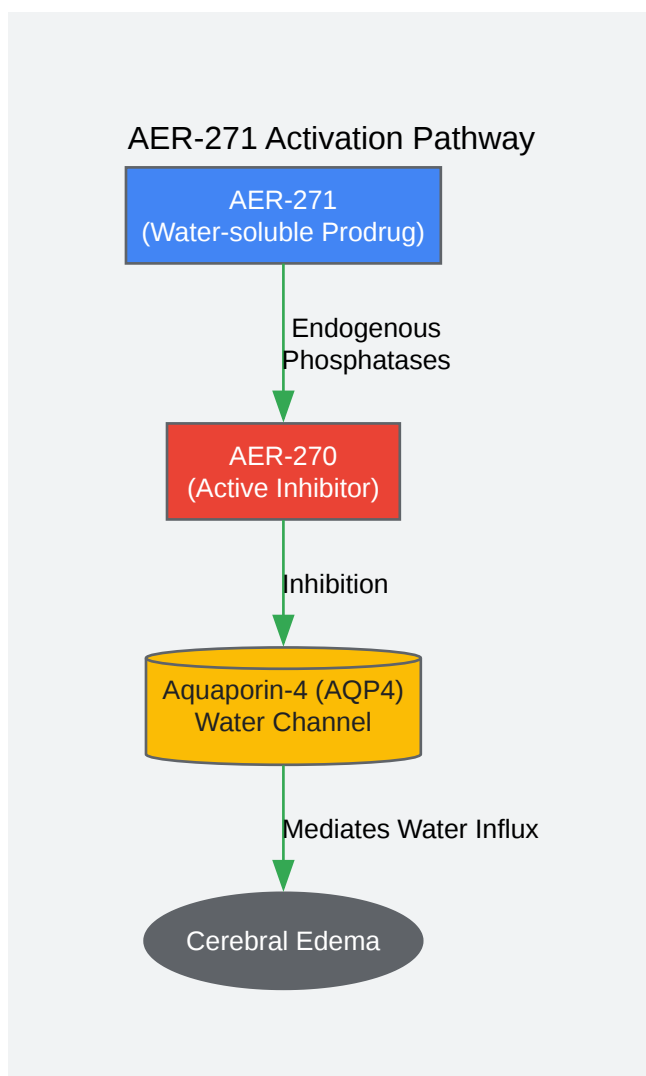 AER-271 Activation Pathway
AER-271
(Water-soluble Prodrug)
Endogenous
Phosphatases
AER-270
(Active Inhibitor)
Inhibition
Aquaporin-4 (AQP4)
Water Channel
Mediates Water Influx
Cerebral Edema